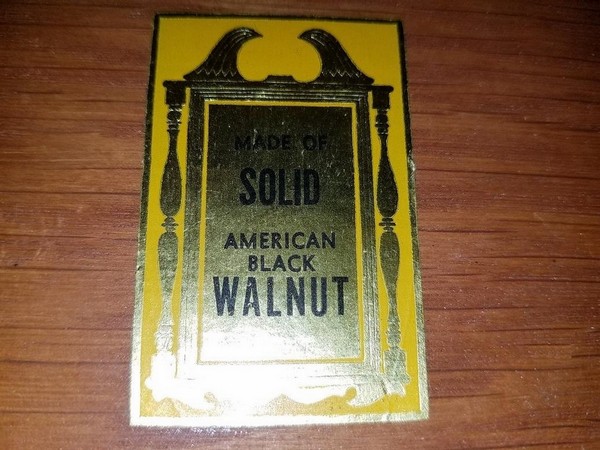 MADE OF
SOLID
AMERICAN
BLACK
WALNUT